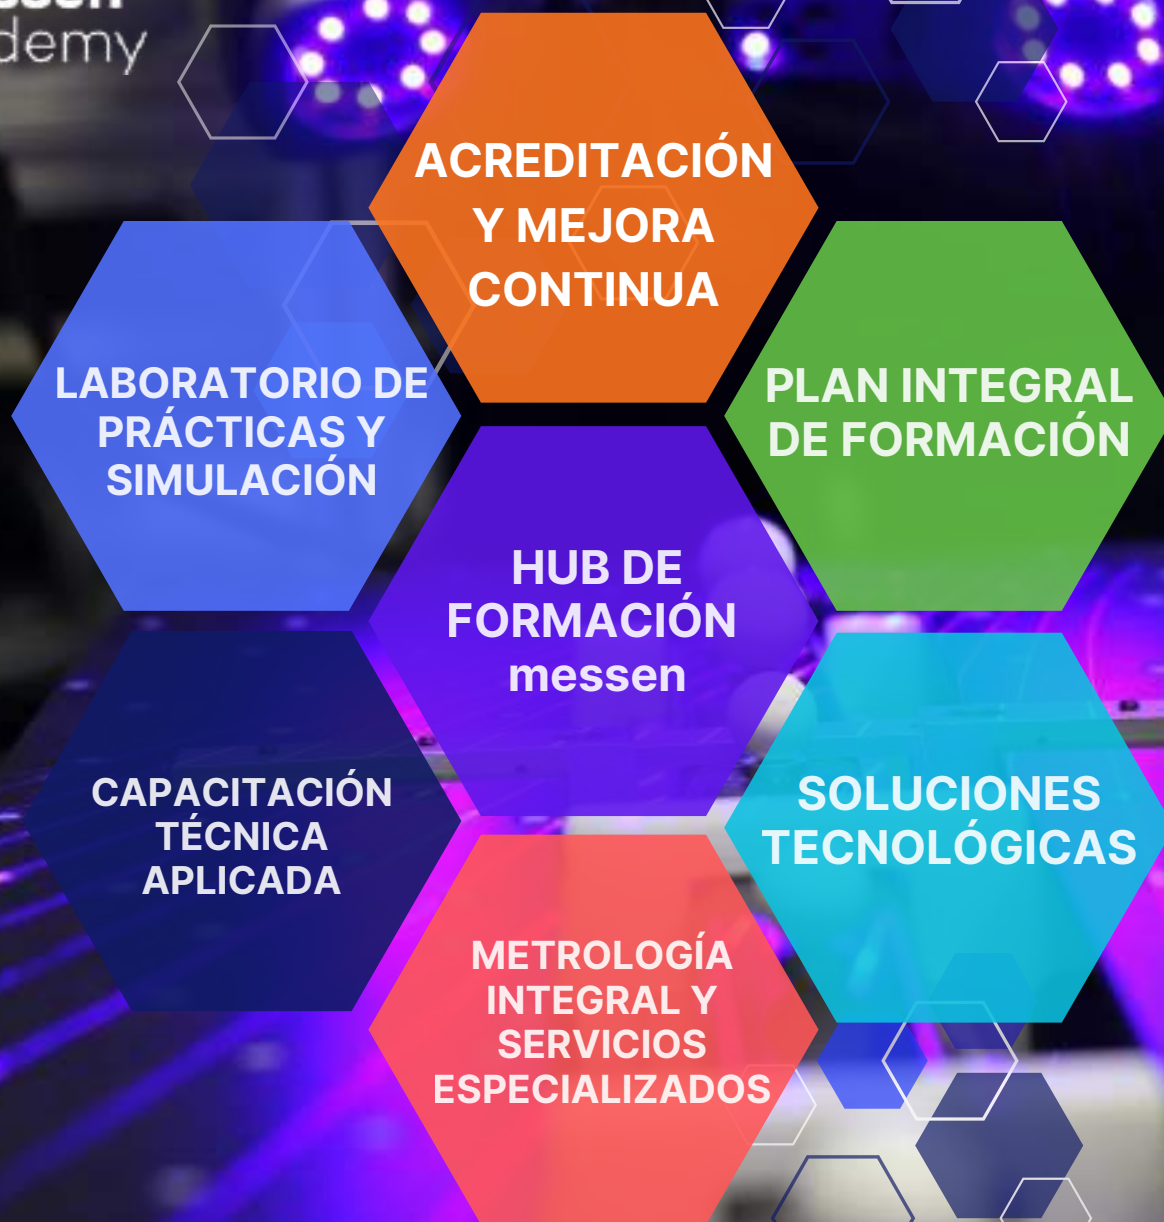 demy
ACREDITACIÓN
Y MEJORA
CONTINUA
LABORATORIO DE
PRÁCTICAS Y
SIMULACIÓN
PLAN INTEGRAL
DE FORMACIÓN
HUB DE
FORMACIÓN
messen
CAPACITACIÓN
TÉCNICA
APLICADA
SOLUCIONES
TECNOLÓGICAS
METROLOGÍA
INTEGRAL Y
SERVICIOS
ESPECIALIZADOS